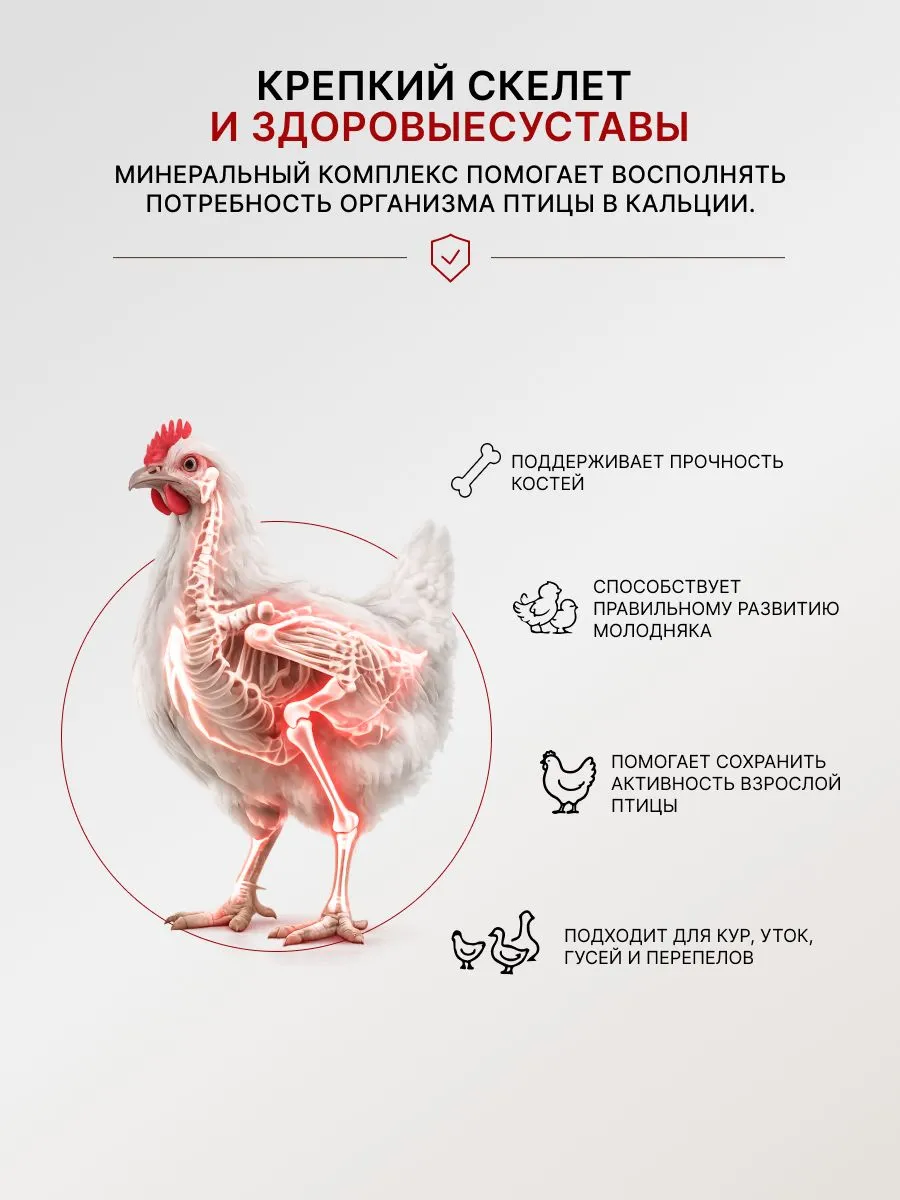 КРЕПКИЙ СКЕЛЕТ
И ЗДОРОВЫЕСУСТАВЫ
МИНЕРАЛЬНЫЙ КОМПЛЕКС ПОМОГАЕТ ВОСПОЛНЯТЬ
ПОТРЕБНОСТЬ ОРГАНИЗМА ПТИЦЫ В КАЛЬЦИИ.
ПОДДЕРЖИВАЕТ ПРОЧНОСТЬ
КОСТЕЙ
СПОСОБСТВУЕТ
ПРАВИЛЬНОМУ РАЗВИТИЮ
МОЛОДНЯКА
ПОМОГАЕТ СОХРАНИТЬ
АКТИВНОСТЬ ВЗРОСЛОЙ
ПТИЦЫ
ПОДХОДИТ ДЛЯ КУР, УТОК,
ГУСЕЙ И ПЕРЕПЕЛОВ